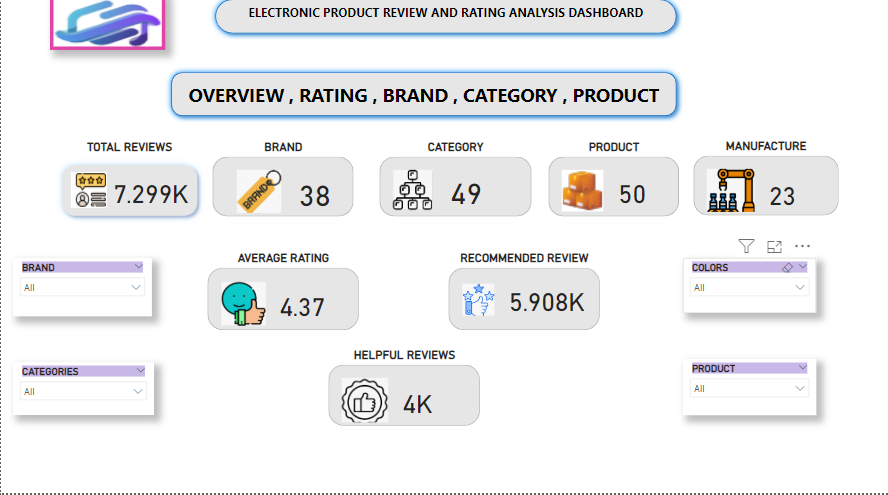 ELECTRONIC PRODUCT REVIEW AND RATING ANALYSIS DASHBOARD
OVERVIEW , RATING , BRAND , CATEGORY , PRODUCT
TOTAL REVIEWS
7.299K
BRAND
BRAND
38
CATEGORY
49
PRODUCT
50
MANUFACTURE
23
BRAND
All
AVERAGE RATING
4.37
RECOMMENDED REVIEW
5.908K
COLORS
All
CATEGORIES
All
HELPFUL REVIEWS
4K
PRODUCT
All